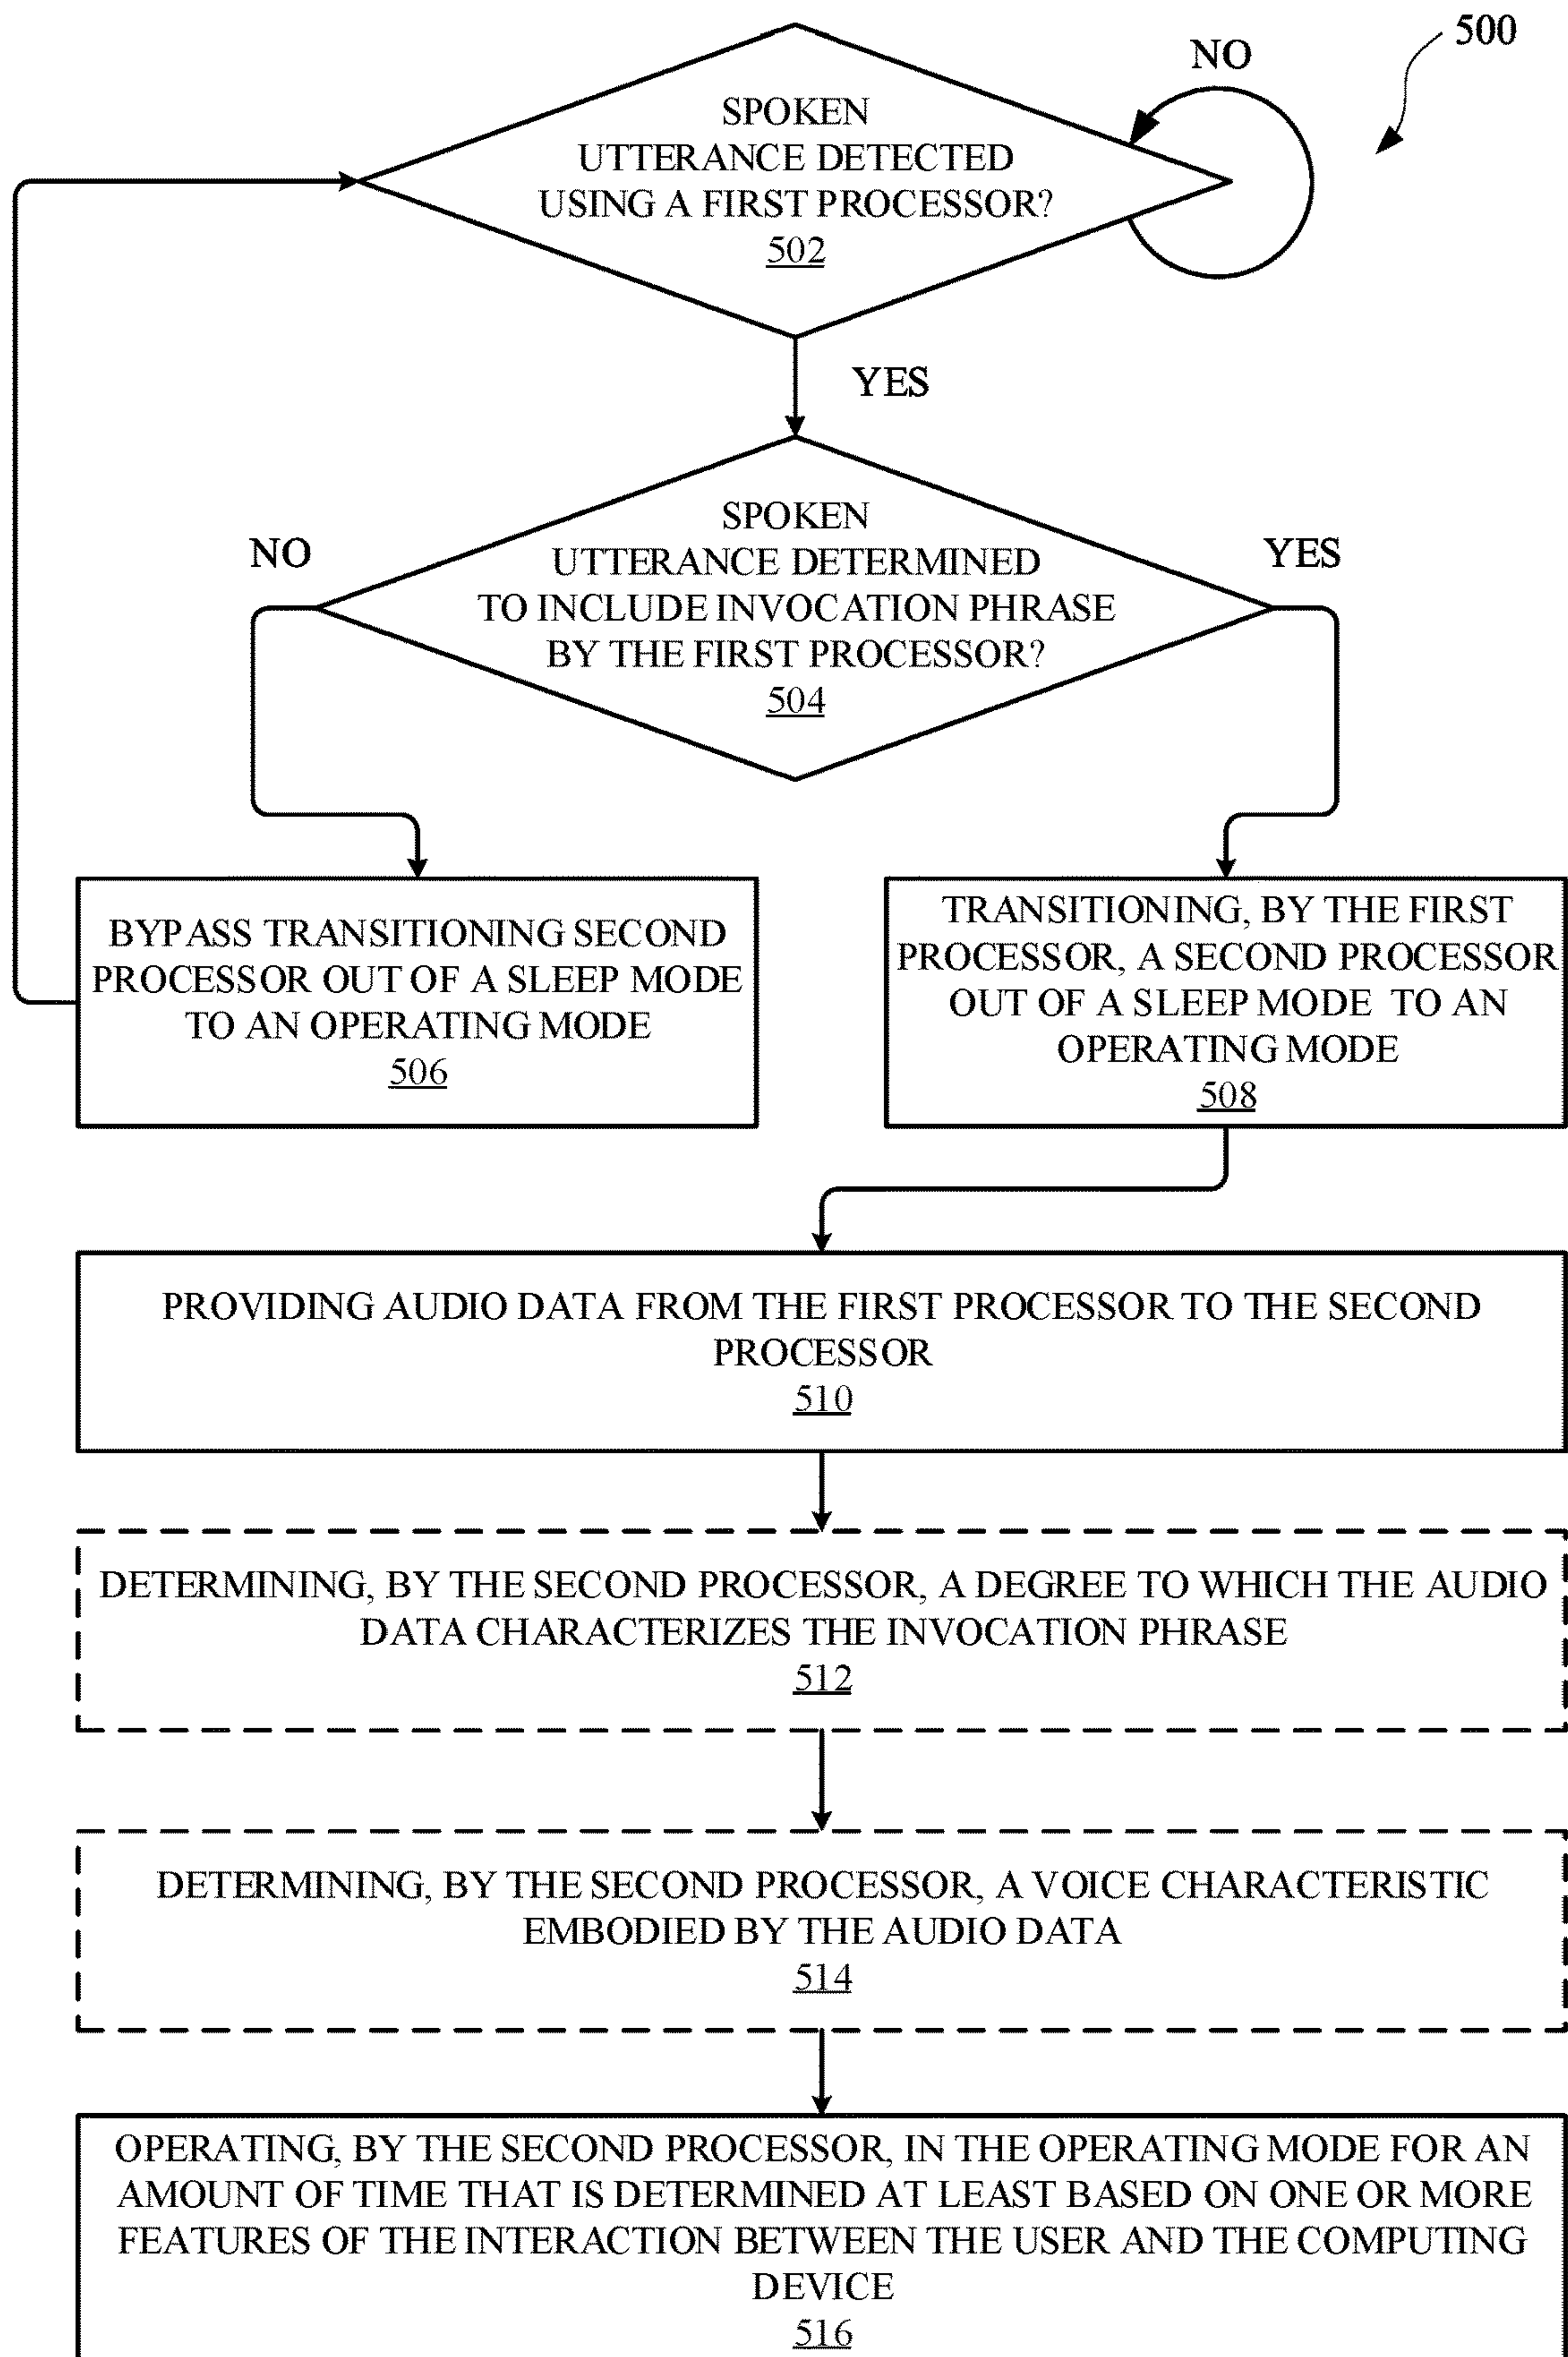 500
NO
SPOKEN
UTTERANCE DETECTED
USING A FIRST PROCESSOR?
502
YES
SPOKEN
UTTERANCE DETERMINED
TO INCLUDE INVOCATION PHRASE
BY THE FIRST PROCESSOR?
504
NO
YES
BYPASS TRANSITIONING SECOND
PROCESSOR OUT OF A SLEEP MODE
TO AN OPERATING MODE
506
TRANSITIONING, BY THE FIRST
PROCESSOR, A SECOND PROCESSOR
OUT OF A SLEEP MODE TO AN
OPERATING MODE
508
PROVIDING AUDIO DATA FROM THE FIRST PROCESSOR TO THE SECOND
PROCESSOR
510
DETERMINING, BY THE SECOND PROCESSOR, A DEGREE TO WHICH THE AUDIO
DATA CHARACTERIZES THE INVOCATION PHRASE
512
DETERMINING, BY THE SECOND PROCESSOR, A VOICE CHARACTERISTIC
EMBODIED BY THE AUDIO DATA
514
OPERATING, BY THE SECOND PROCESSOR, IN THE OPERATING MODE FOR AN
AMOUNT OF TIME THAT IS DETERMINED AT LEAST BASED ON ONE OR MORE
FEATURES OF THE INTERACTION BETWEEN THE USER AND THE COMPUTING
DEVICE
516